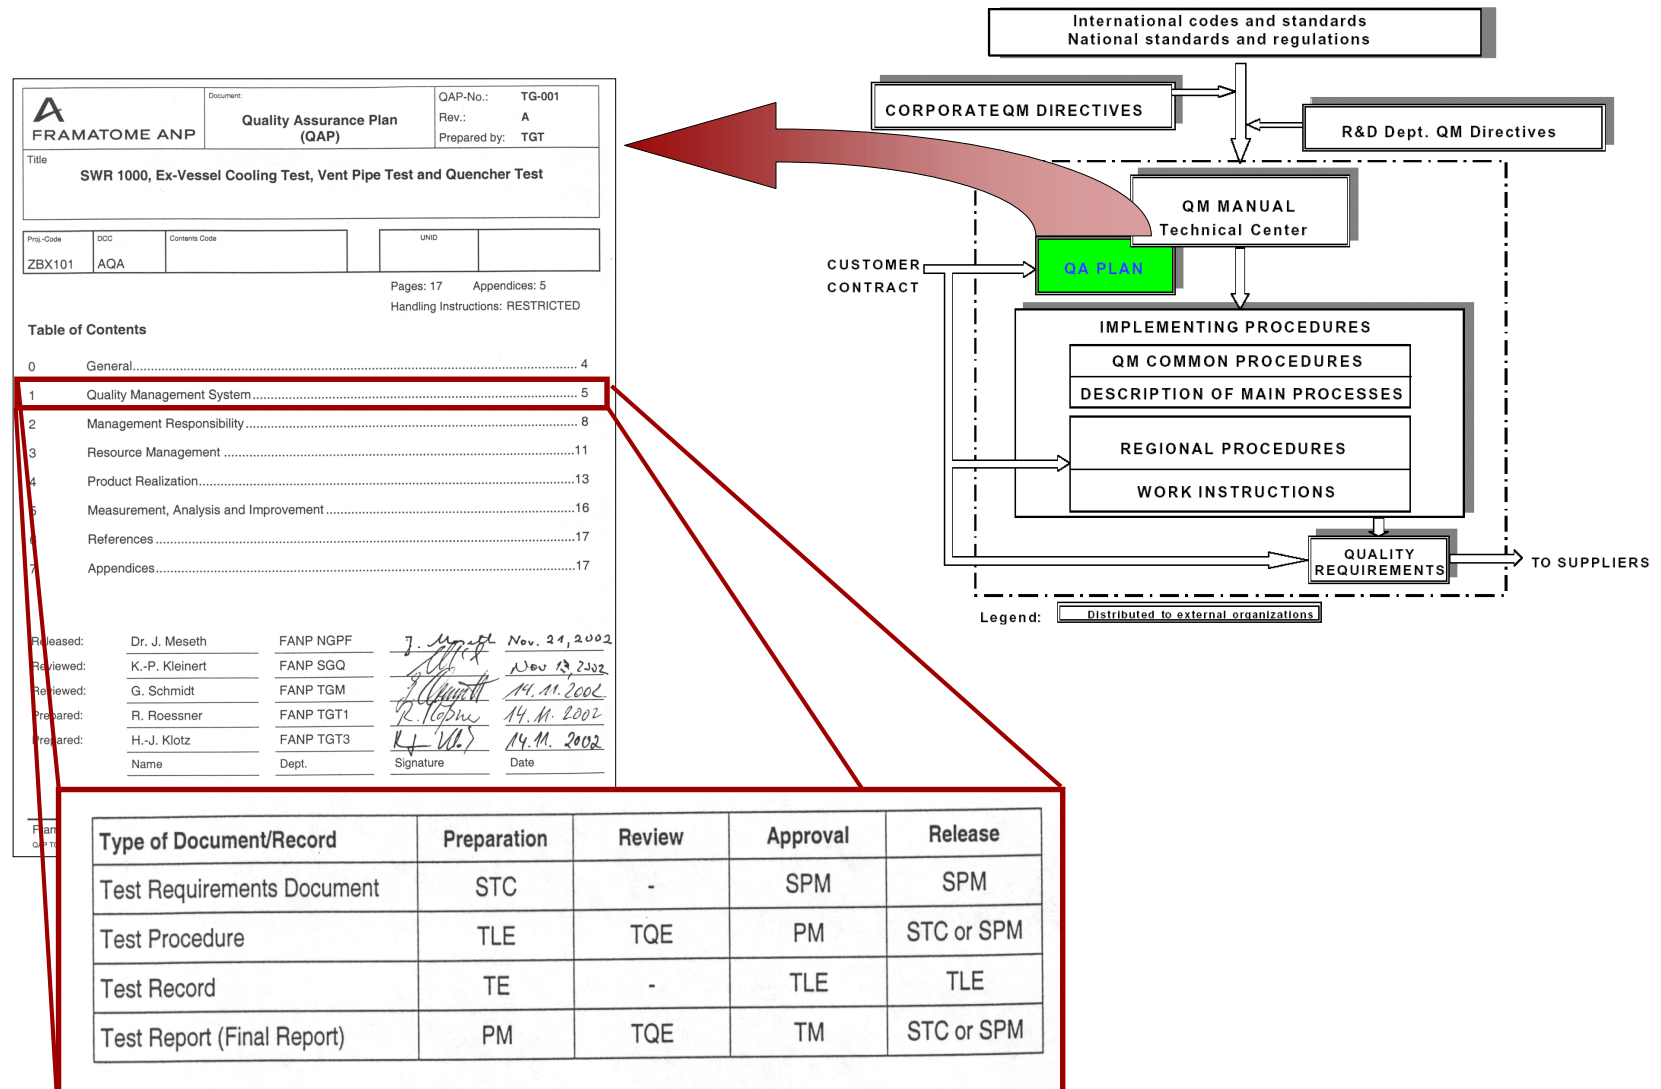 International codes and standards
National standards and regulations
CORPORATEQM DIRECTIVES
R&D Dept. QM Directives
QM MANUAL
Technical Center
QA PLAN
CUSTOMER
CONTRACT
IMPLEMENTING PROCEDURES
QM COMMON PROCEDURES
DESCRIPTION OF MAIN PROCESSES
REGIONAL PROCEDURES
WORK INSTRUCTIONS
QUALITY
REQUIREMENTS
TO SUPPLIERS
Legend: Distributed to external organizations
FRAMATOME ANP
Document:
Quality Assurance Plan
(QAP)
QAP-No.: TG-001
Rev.: A
Prepared by: TGT
Title
SWR 1000, Ex-Vessel Cooling Test, Vent Pipe Test and Quencher Test
Proj.-Code DCC Contents Code UNID
ZBX101 AQA
Pages: 17 Appendices: 5
Handling Instructions: RESTRICTED
Table of Contents
0 General 4
1 Quality Management System 5
2 Management Responsibility 8
3 Resource Management 11
4 Product Realization 13
5 Measurement, Analysis and Improvement 16
6 References 17
7 Appendices 17
Released: Dr. J. Meseth FANP NGPF J. Meseth Nov. 21, 2002
Reviewed: K.-P. Kleinert FANP SGQ Nov 2002
Reviewed: G. Schmidt FANP TGM 14.11.2002
Prepared: R. Roessner FANP TGT1 14.11.2002
Prepared: H.-J. Klotz FANP TGT3 14.11.2002
Name Dept. Signature Date
Type of Document/Record Preparation Review Approval Release
Test Requirements Document STC - SPM SPM
Test Procedure TLE TQE PM STC or SPM
Test Record TE - TLE TLE
Test Report (Final Report) PM TQE TM STC or SPM